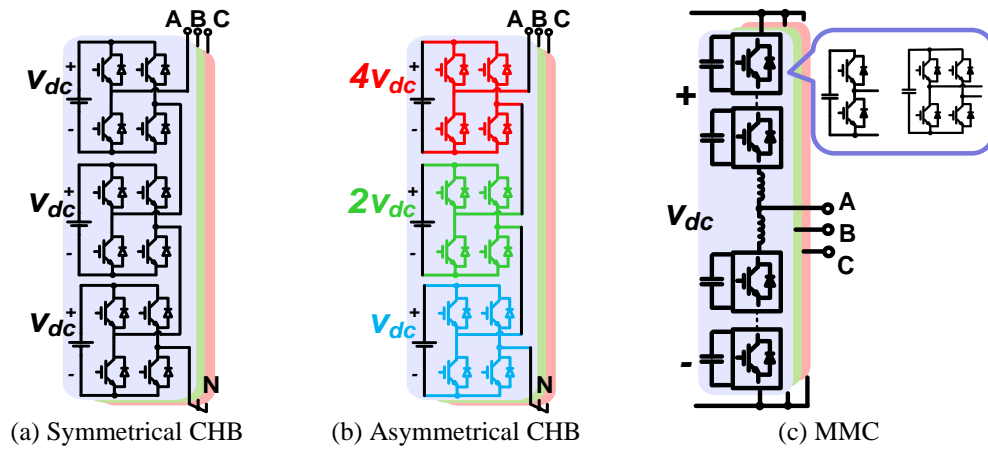 A B C
+
v_dc
-
+
v_dc
-
+
v_dc
-
N
(a) Symmetrical CHB
A B C
+
4v_dc
-
+
2v_dc
-
+
v_dc
-
N
(b) Asymmetrical CHB
+
v_dc
-
A
B
C
(c) MMC